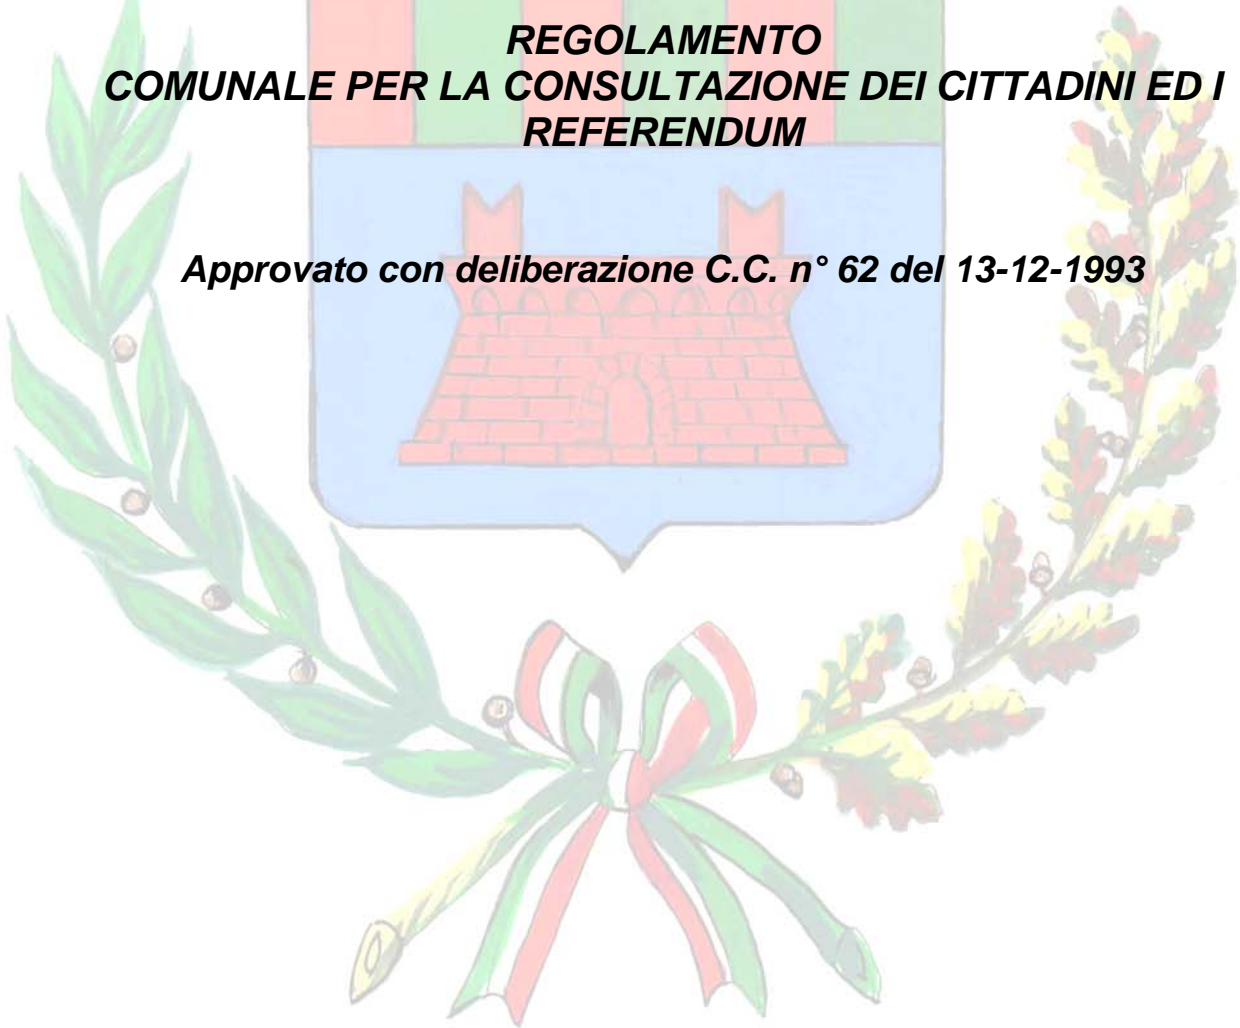 REGOLAMENTO
COMUNALE PER LA CONSULTAZIONE DEI CITTADINI ED I
REFERENDUM
Approvato con deliberazione C.C. n° 62 del 13-12-1993